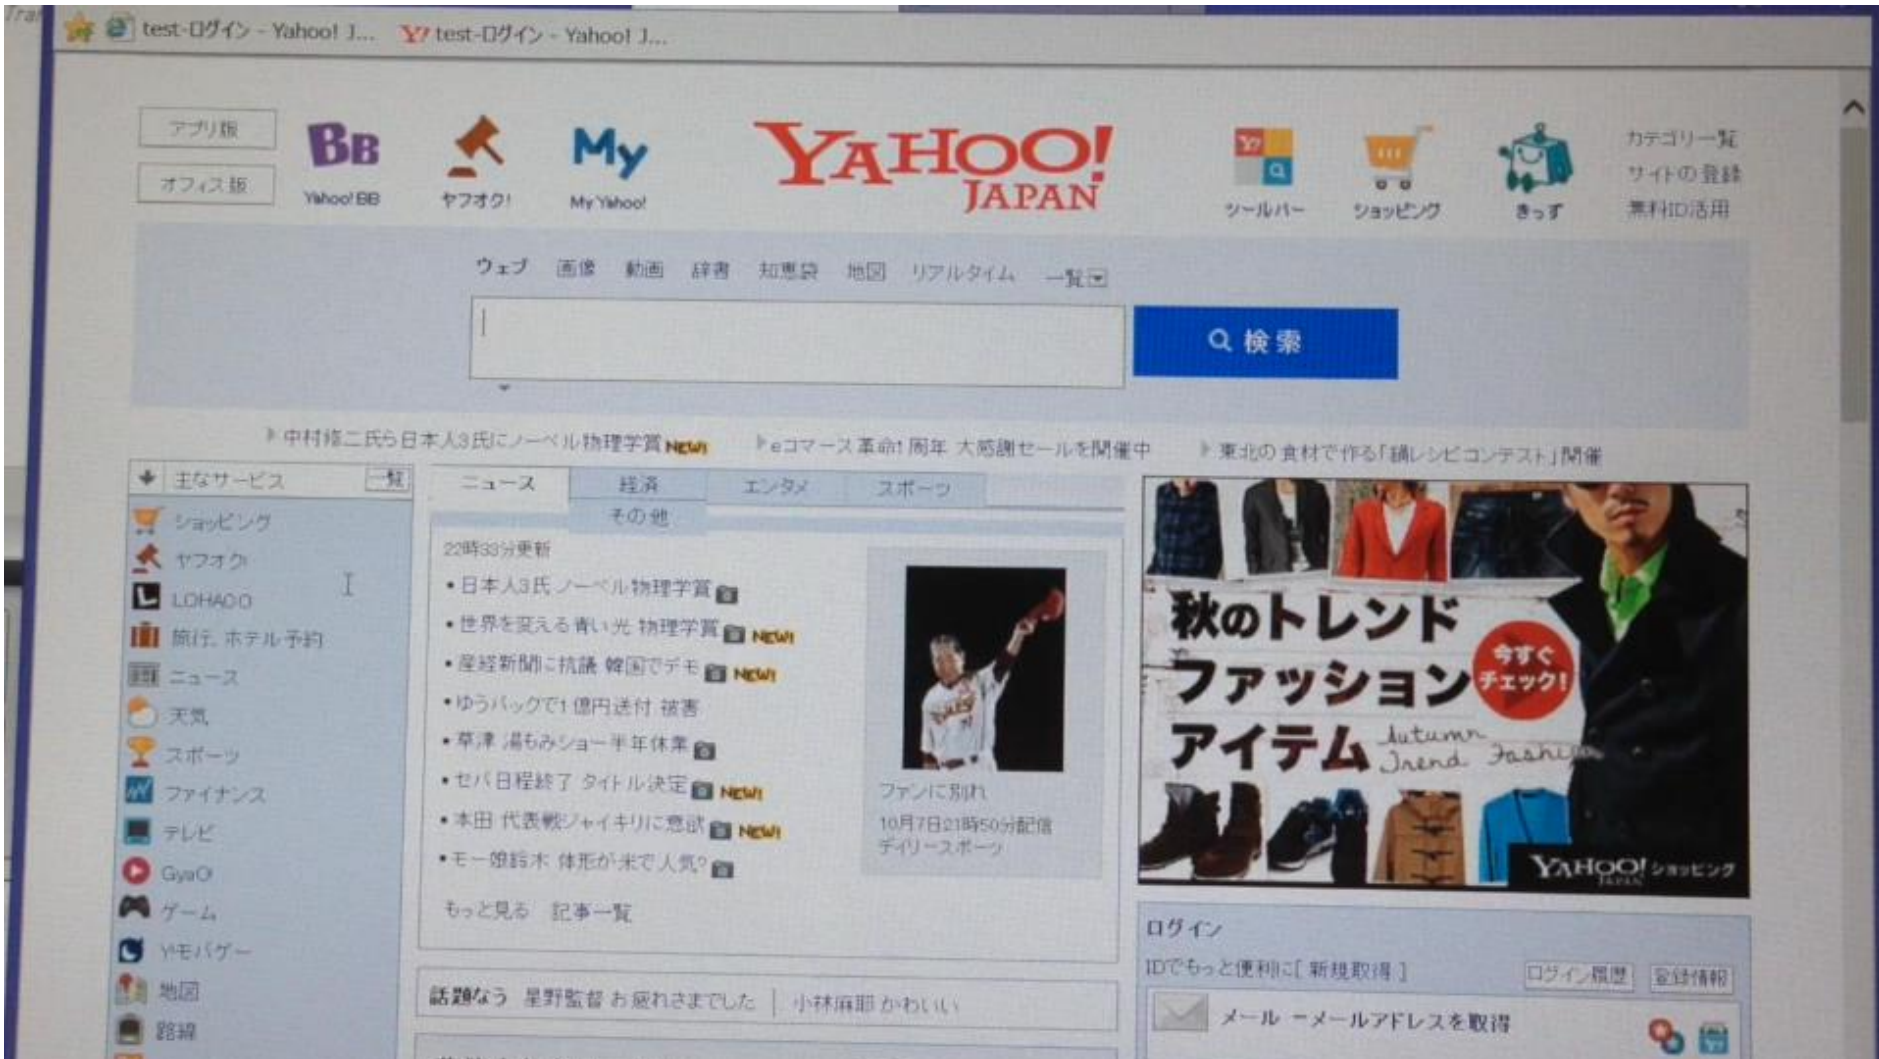 test-ログイン - Yahoo! J... test-ログイン - Yahoo! J...
アプリ版
オフィス版
BB
Yahoo! BB
ヤフオク!
My
My Yahoo!
YAHOO!
JAPAN
ツールバー
ショッピング
きっず
カテゴリ一覧
サイトの登録
無料ID活用
ウェブ 画像 動画 辞書 知恵袋 地図 リアルタイム 一覧
検索
中村修二氏ら日本人3氏にノーベル物理学賞 NEW!
eコマース革命1周年 大感謝セールを開催中
東北の食材で作る「鍋レシピコンテスト」開催
主なサービス 一覧
ショッピング
ヤフオク!
LOHACO
旅行、ホテル予約
ニュース
天気
スポーツ
ファイナンス
テレビ
GyaO!
ゲーム
Y!モバゲー
地図
路線
ニュース 経済 エンタメ スポーツ
その他
22時33分更新
・日本人3氏 ノーベル物理学賞
・世界を変える青い光 物理学賞 NEW!
・産経新聞に抗議 韓国でデモ NEW!
・ゆうパックで1億円送付 被害
・草津 湯もみショー半年休業
・セパ日程終了 タイトル決定 NEW!
・本田 代表戦ジャイキリに意欲 NEW!
・モー娘鈴木 体形が米で人気?
もっと見る 記事一覧
ファンに別れ
10月7日21時50分配信
デイリースポーツ
話題なう 星野監督お疲れさまでした | 小林麻耶かわいい
秋のトレンド
ファッション
アイテム
今すぐ
チェック!
Autumn
Trend Fashion
YAHOO! ショッピング
JAPAN
ログイン
IDでもっと便利に[ 新規取得 ]
ログイン履歴 登録情報
メール -メールアドレスを取得